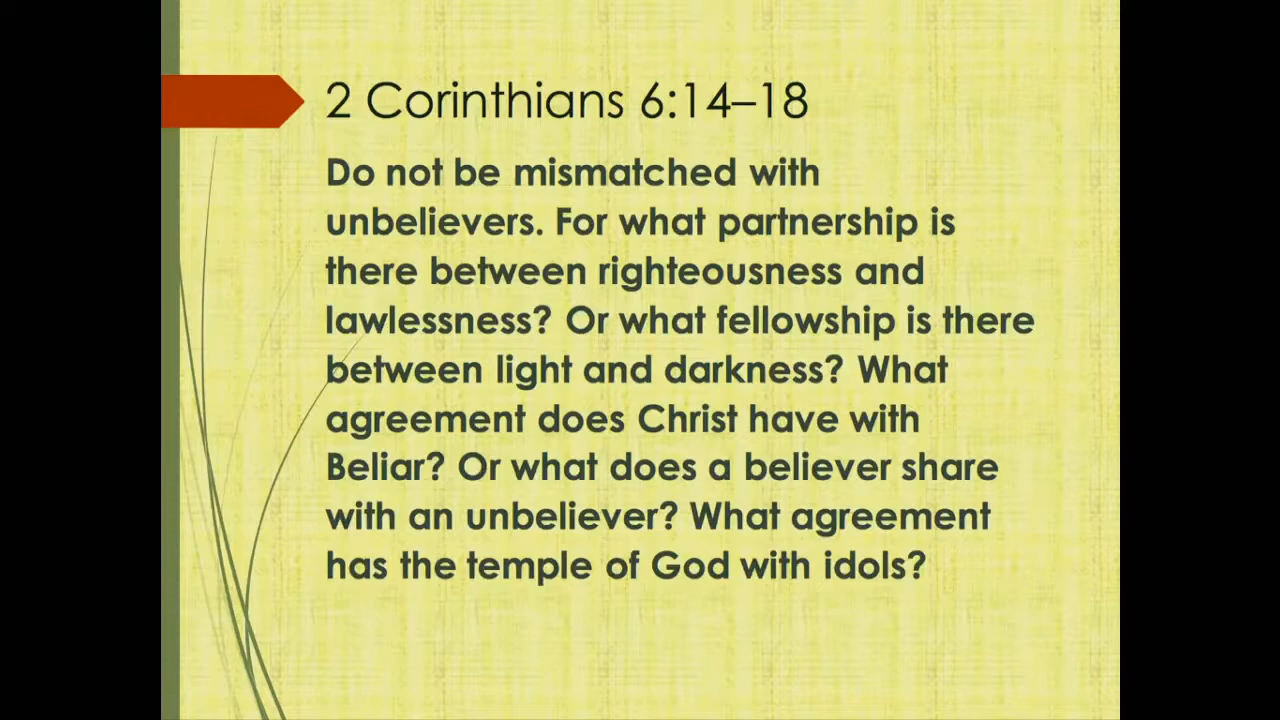 2 Corinthians 6:14–18
Do not be mismatched with
unbelievers. For what partnership is
there between righteousness and
lawlessness? Or what fellowship is there
between light and darkness? What
agreement does Christ have with
Beliar? Or what does a believer share
with an unbeliever? What agreement
has the temple of God with idols?